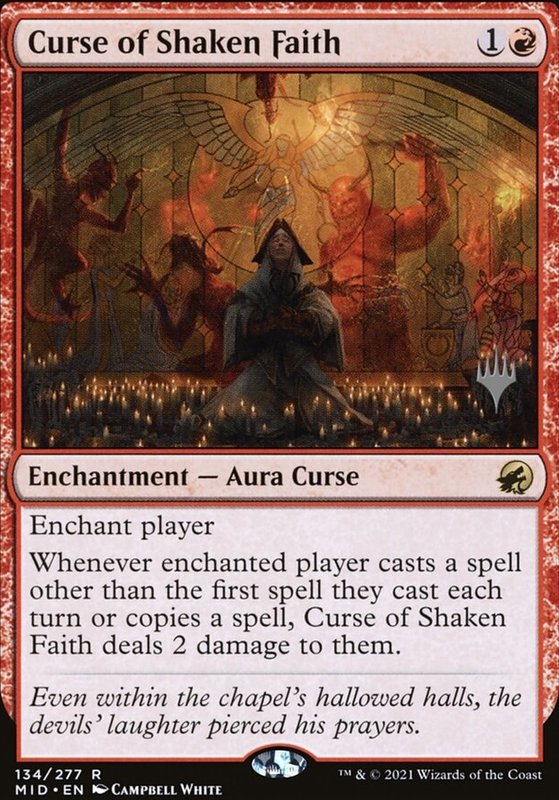 Curse of Shaken Faith 1
Enchantment — Aura Curse
Enchant player
Whenever enchanted player casts a spell
other than the first spell they cast each
turn or copies a spell, Curse of Shaken
Faith deals 2 damage to them.
Even within the chapel's hallowed halls, the
devils' laughter pierced his prayers.
134/277 R
MID • EN CAMPBELL WHITE
™ & © 2021 Wizards of the Coast